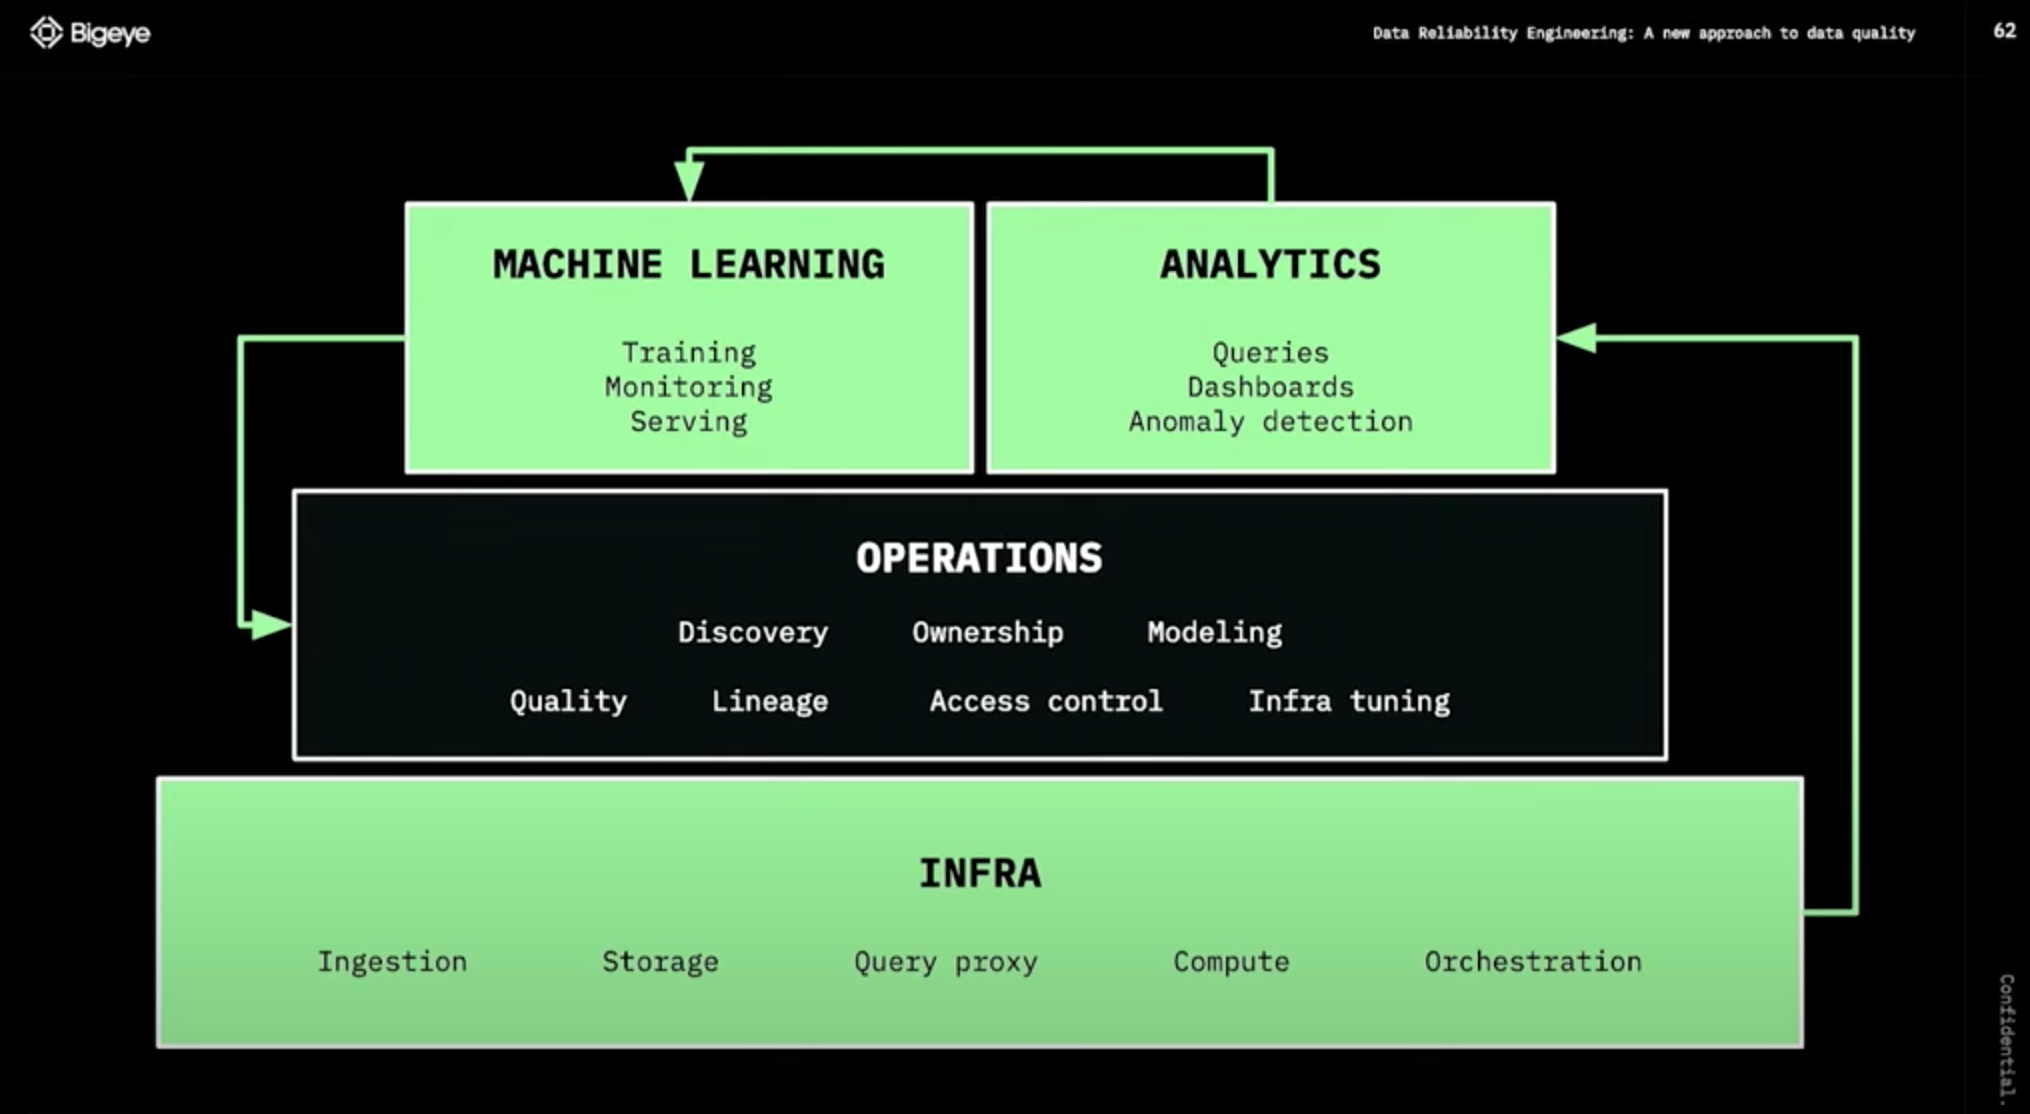 Bigeye
Data Reliability Engineering: A new approach to data quality
62
MACHINE LEARNING
Training
Monitoring
Serving
ANALYTICS
Queries
Dashboards
Anomaly detection
OPERATIONS
Discovery Ownership Modeling
Quality Lineage Access control Infra tuning
INFRA
Ingestion Storage Query proxy Compute Orchestration
Confidential.